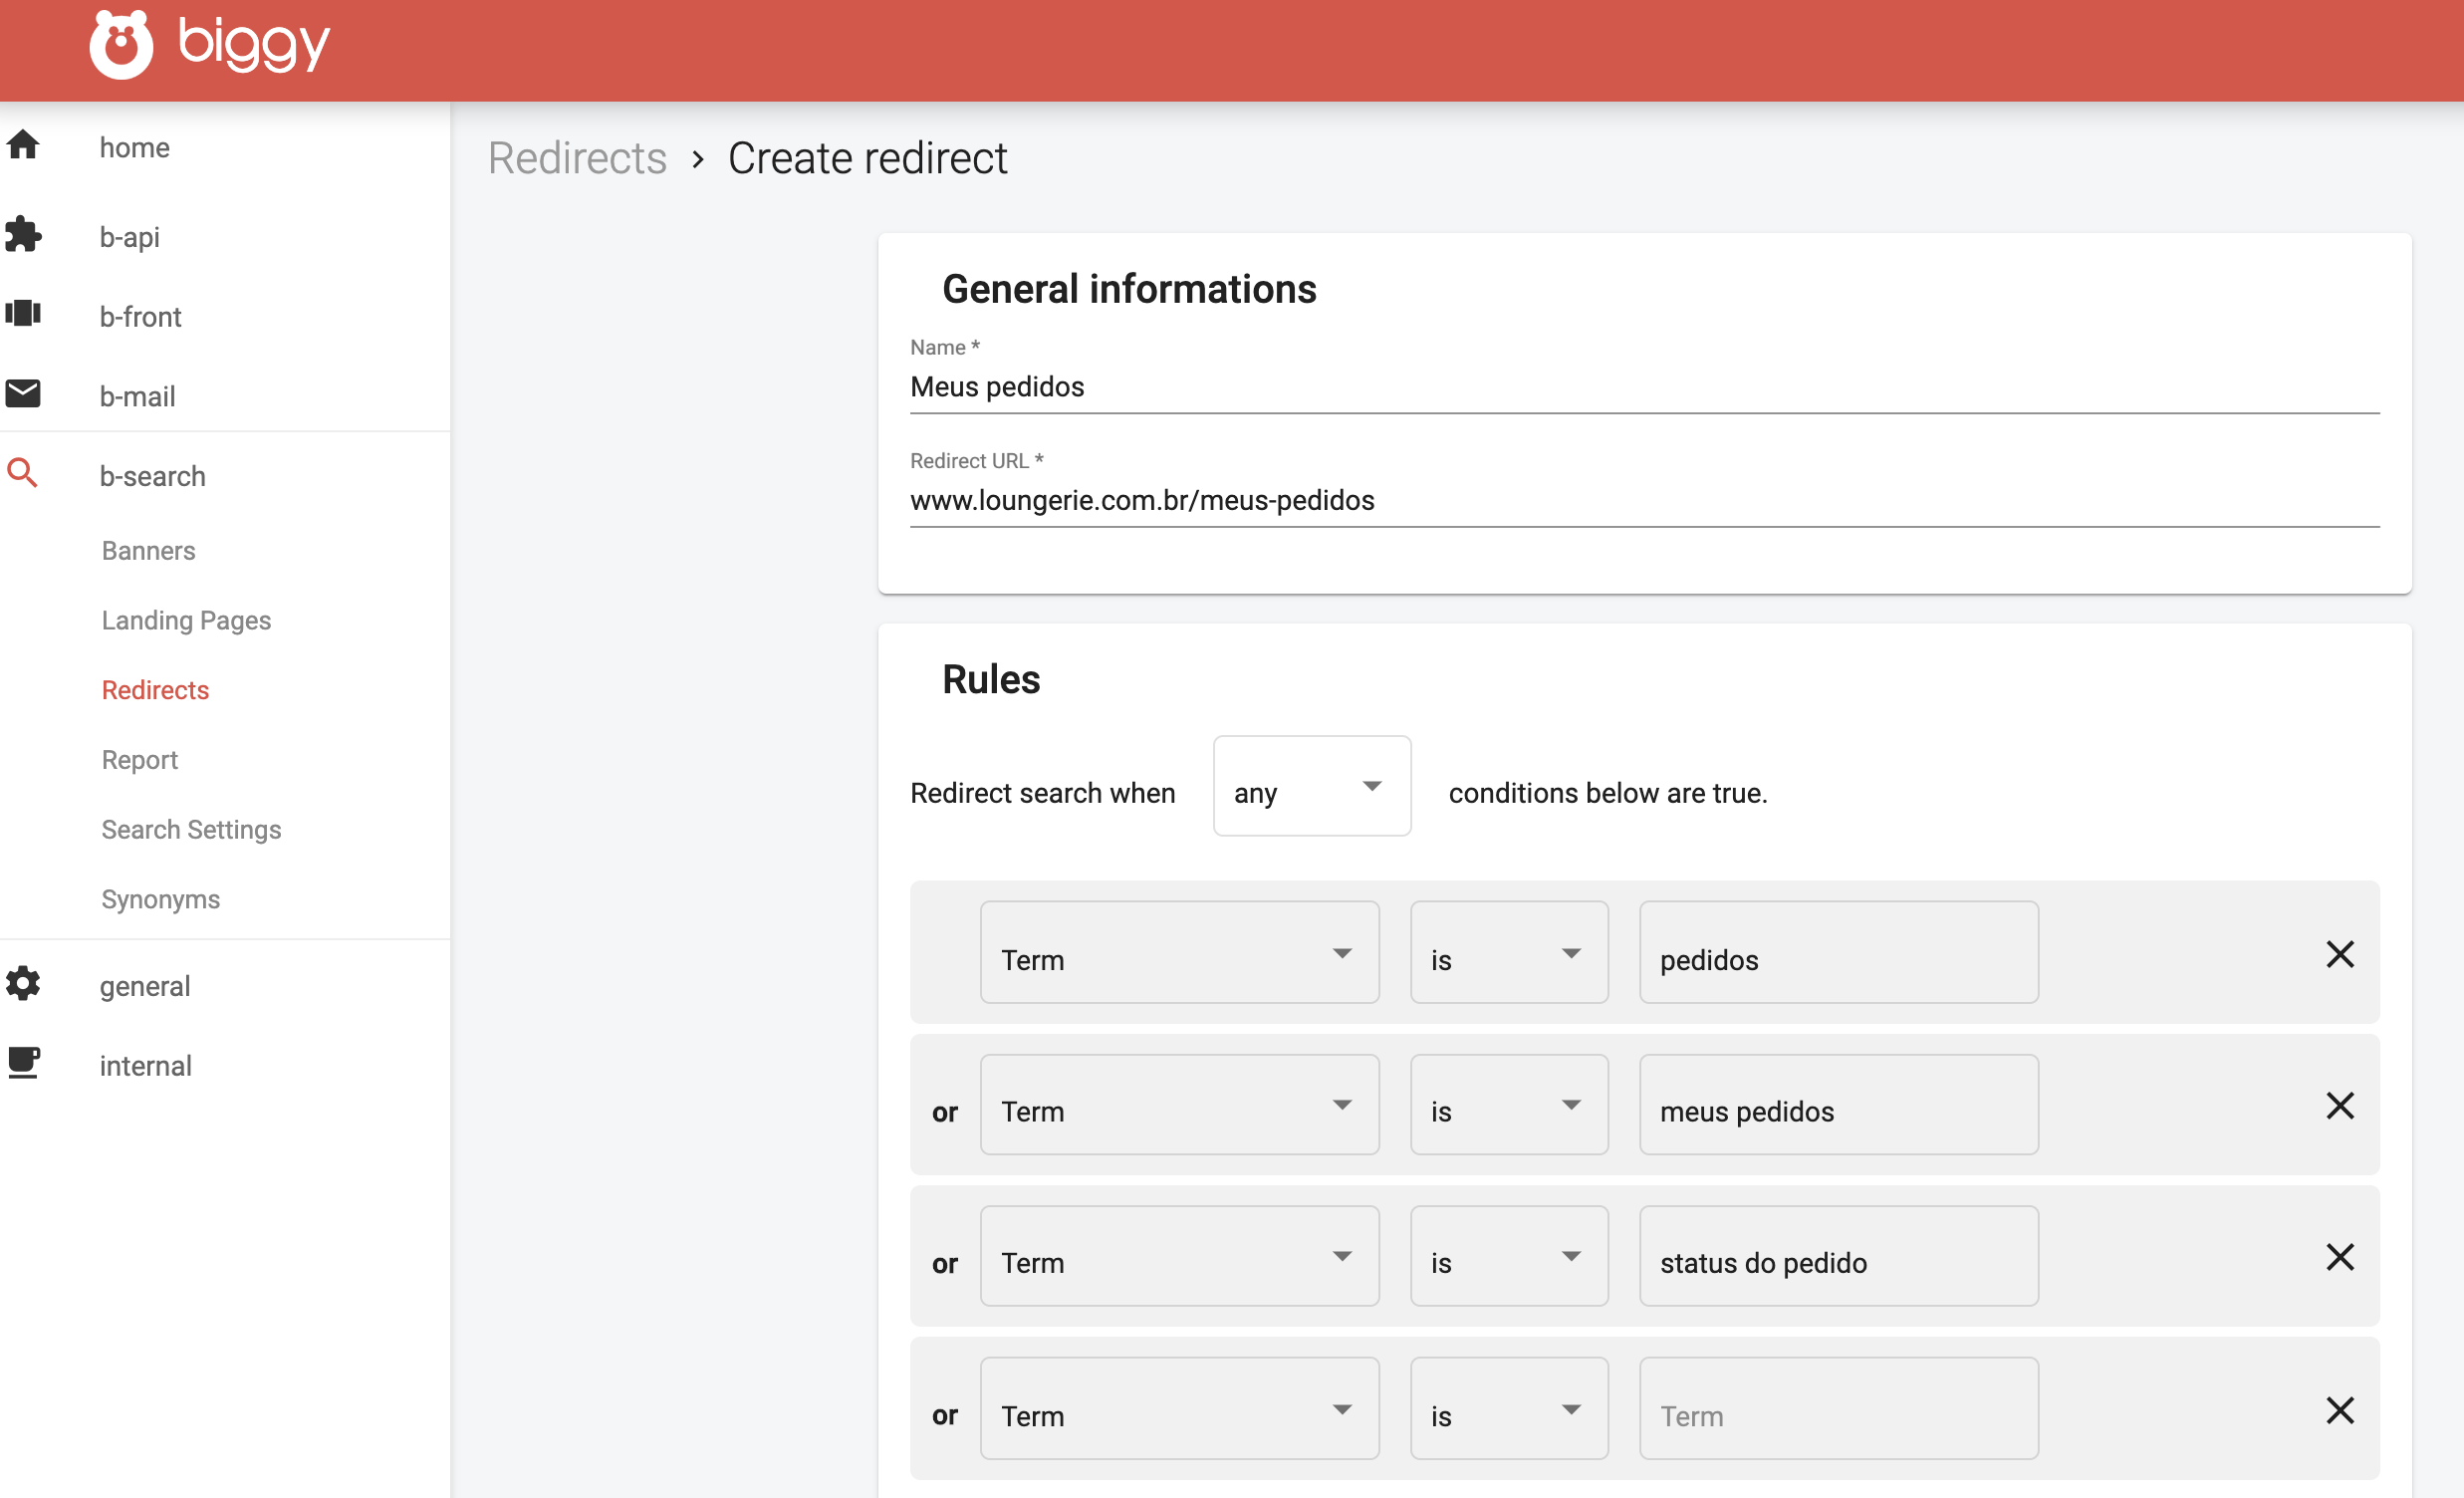 biggy
home
b-api
b-front
b-mail
b-search
Banners
Landing Pages
Redirects
Report
Search Settings
Synonyms
general
internal
Redirects › Create redirect
General informations
Name *
Meus pedidos
Redirect URL *
www.loungerie.com.br/meus-pedidos
Rules
Redirect search when any conditions below are true.
Term is pedidos
or Term is meus pedidos
or Term is status do pedido
or Term is Term